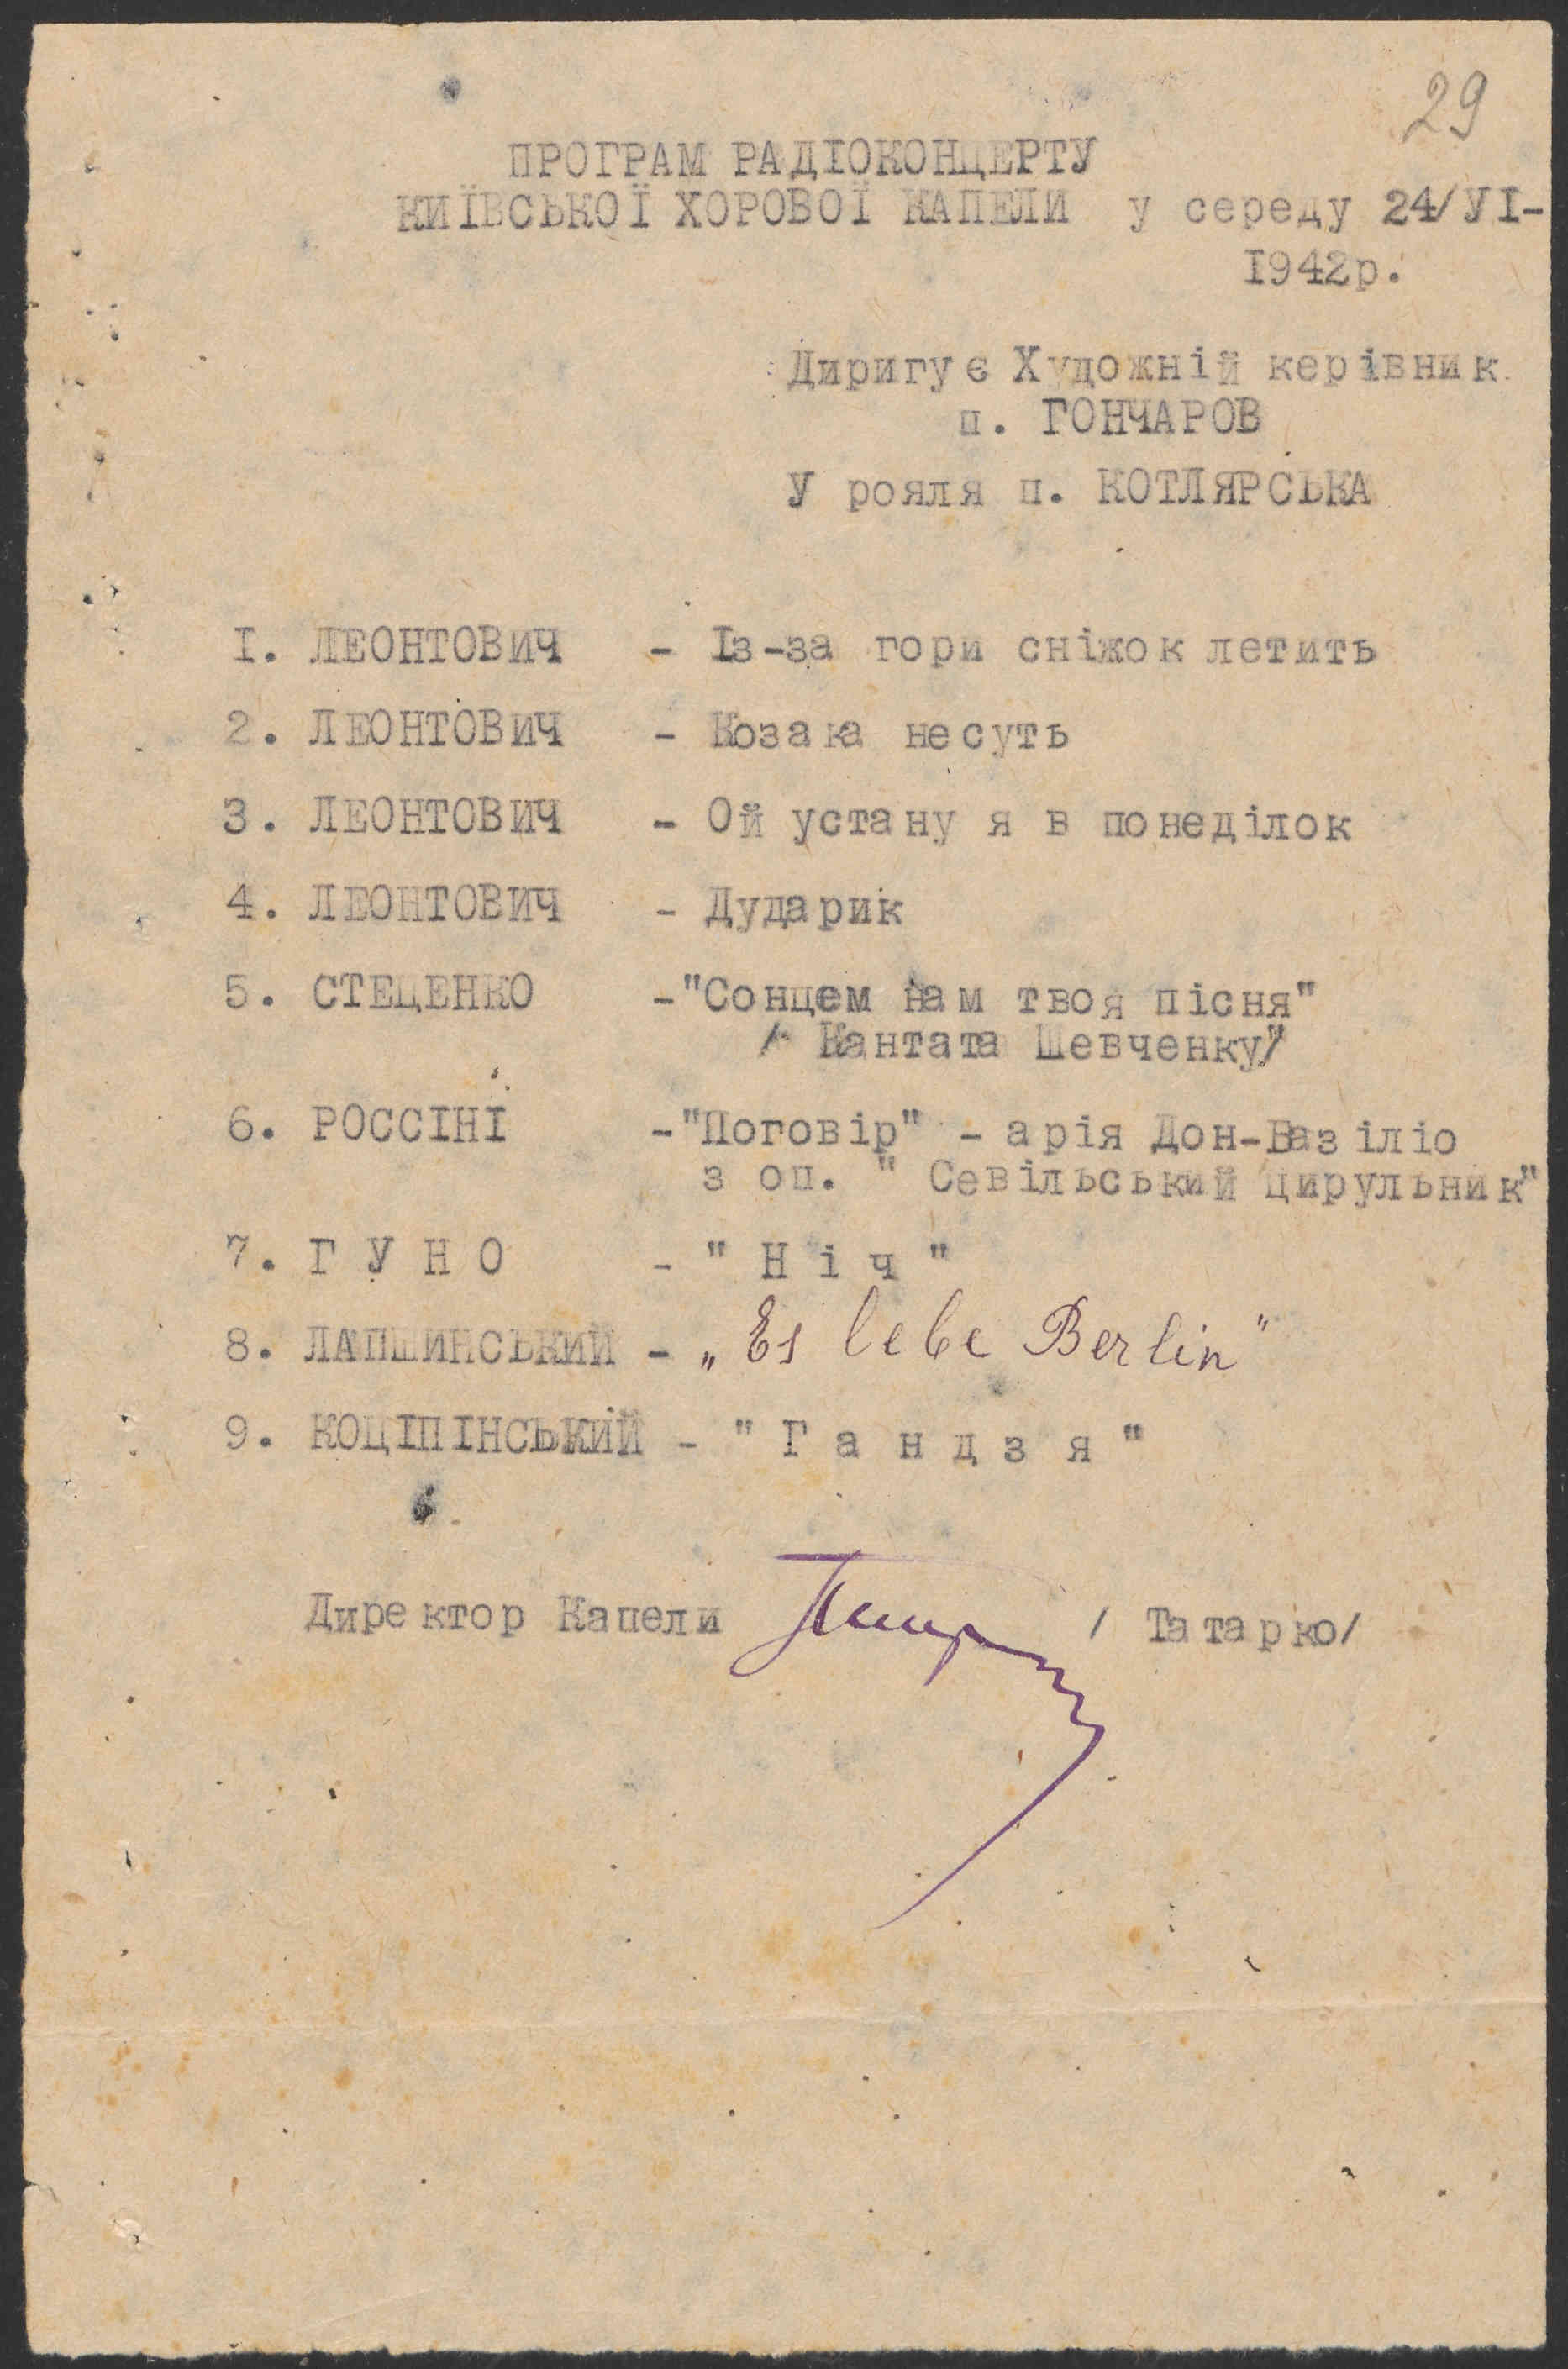 29
ПРОГРАМ РАДІОКОНЦЕРТУ
КИЇВСЬКОЇ ХОРОВОЇ КАПЕЛИ у середу 24/УІ-
І942р.
Диригує Художній керівник
п. ГОНЧАРОВ
У рояля п. КОТЛЯРСЬКА
І. ЛЕОНТОВИЧ - Із-за гори сніжок летить
2. ЛЕОНТОВИЧ - Козака несуть
3. ЛЕОНТОВИЧ - Ой устану я в понеділок
4. ЛЕОНТОВИЧ - Дударик
5. СТЕЦЕНКО -"Сонцем нам твоя пісня"
/ Кантата Шевченку/"
6. РОССІНІ -"Поговір" - арія Дон-Базіліо
з оп. " Севільський цирульник"
7. Г У Н О - " Н і ч "
8. ЛАПШИНСЬКИЙ - „Es lebe Berlin"
9. КОЦІПІНСЬКИЙ - " Г а н д з я "
Директор Капели / Татарко/